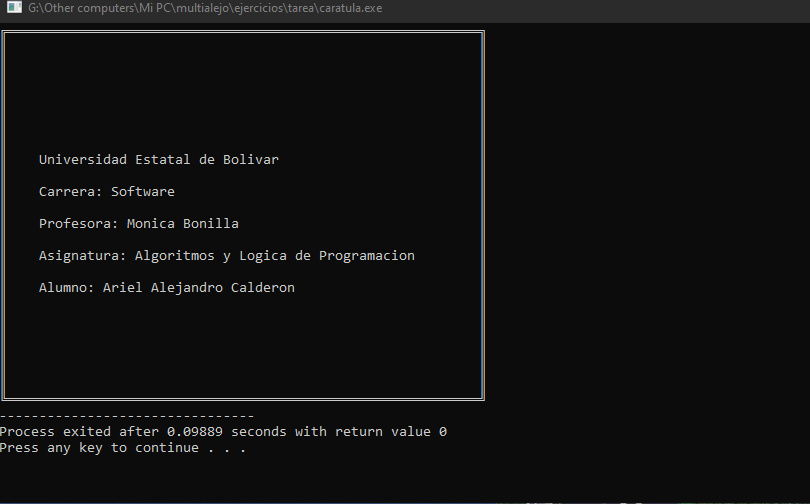 G:\Other computers\Mi PC\multialejo\ejercicios\tarea\caratula.exe
Universidad Estatal de Bolivar
Carrera: Software
Profesora: Monica Bonilla
Asignatura: Algoritmos y Logica de Programacion
Alumno: Ariel Alejandro Calderon
--------------------------------
Process exited after 0.09889 seconds with return value 0
Press any key to continue . . .